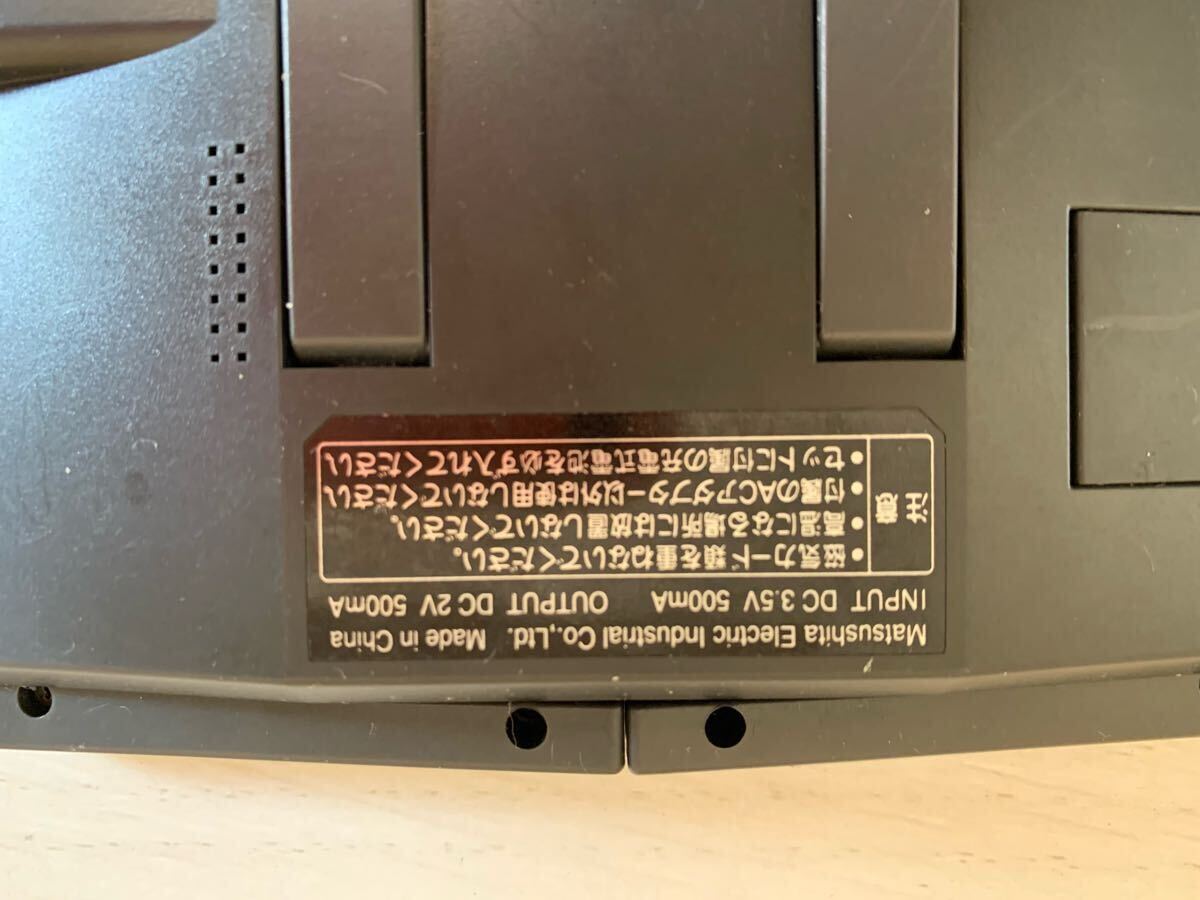 Matsushita Electric Industrial Co.,Ltd. Made in China
INPUT DC 3.5V 500mA OUTPUT DC 2V 500mA
注意
●磁気カード類を重ねないでください。
●高温になる場所には放置しないでください。
●付属のACアダプター以外は使用しないでください。
●セットに付属の充電式電池を必ず入れてください。